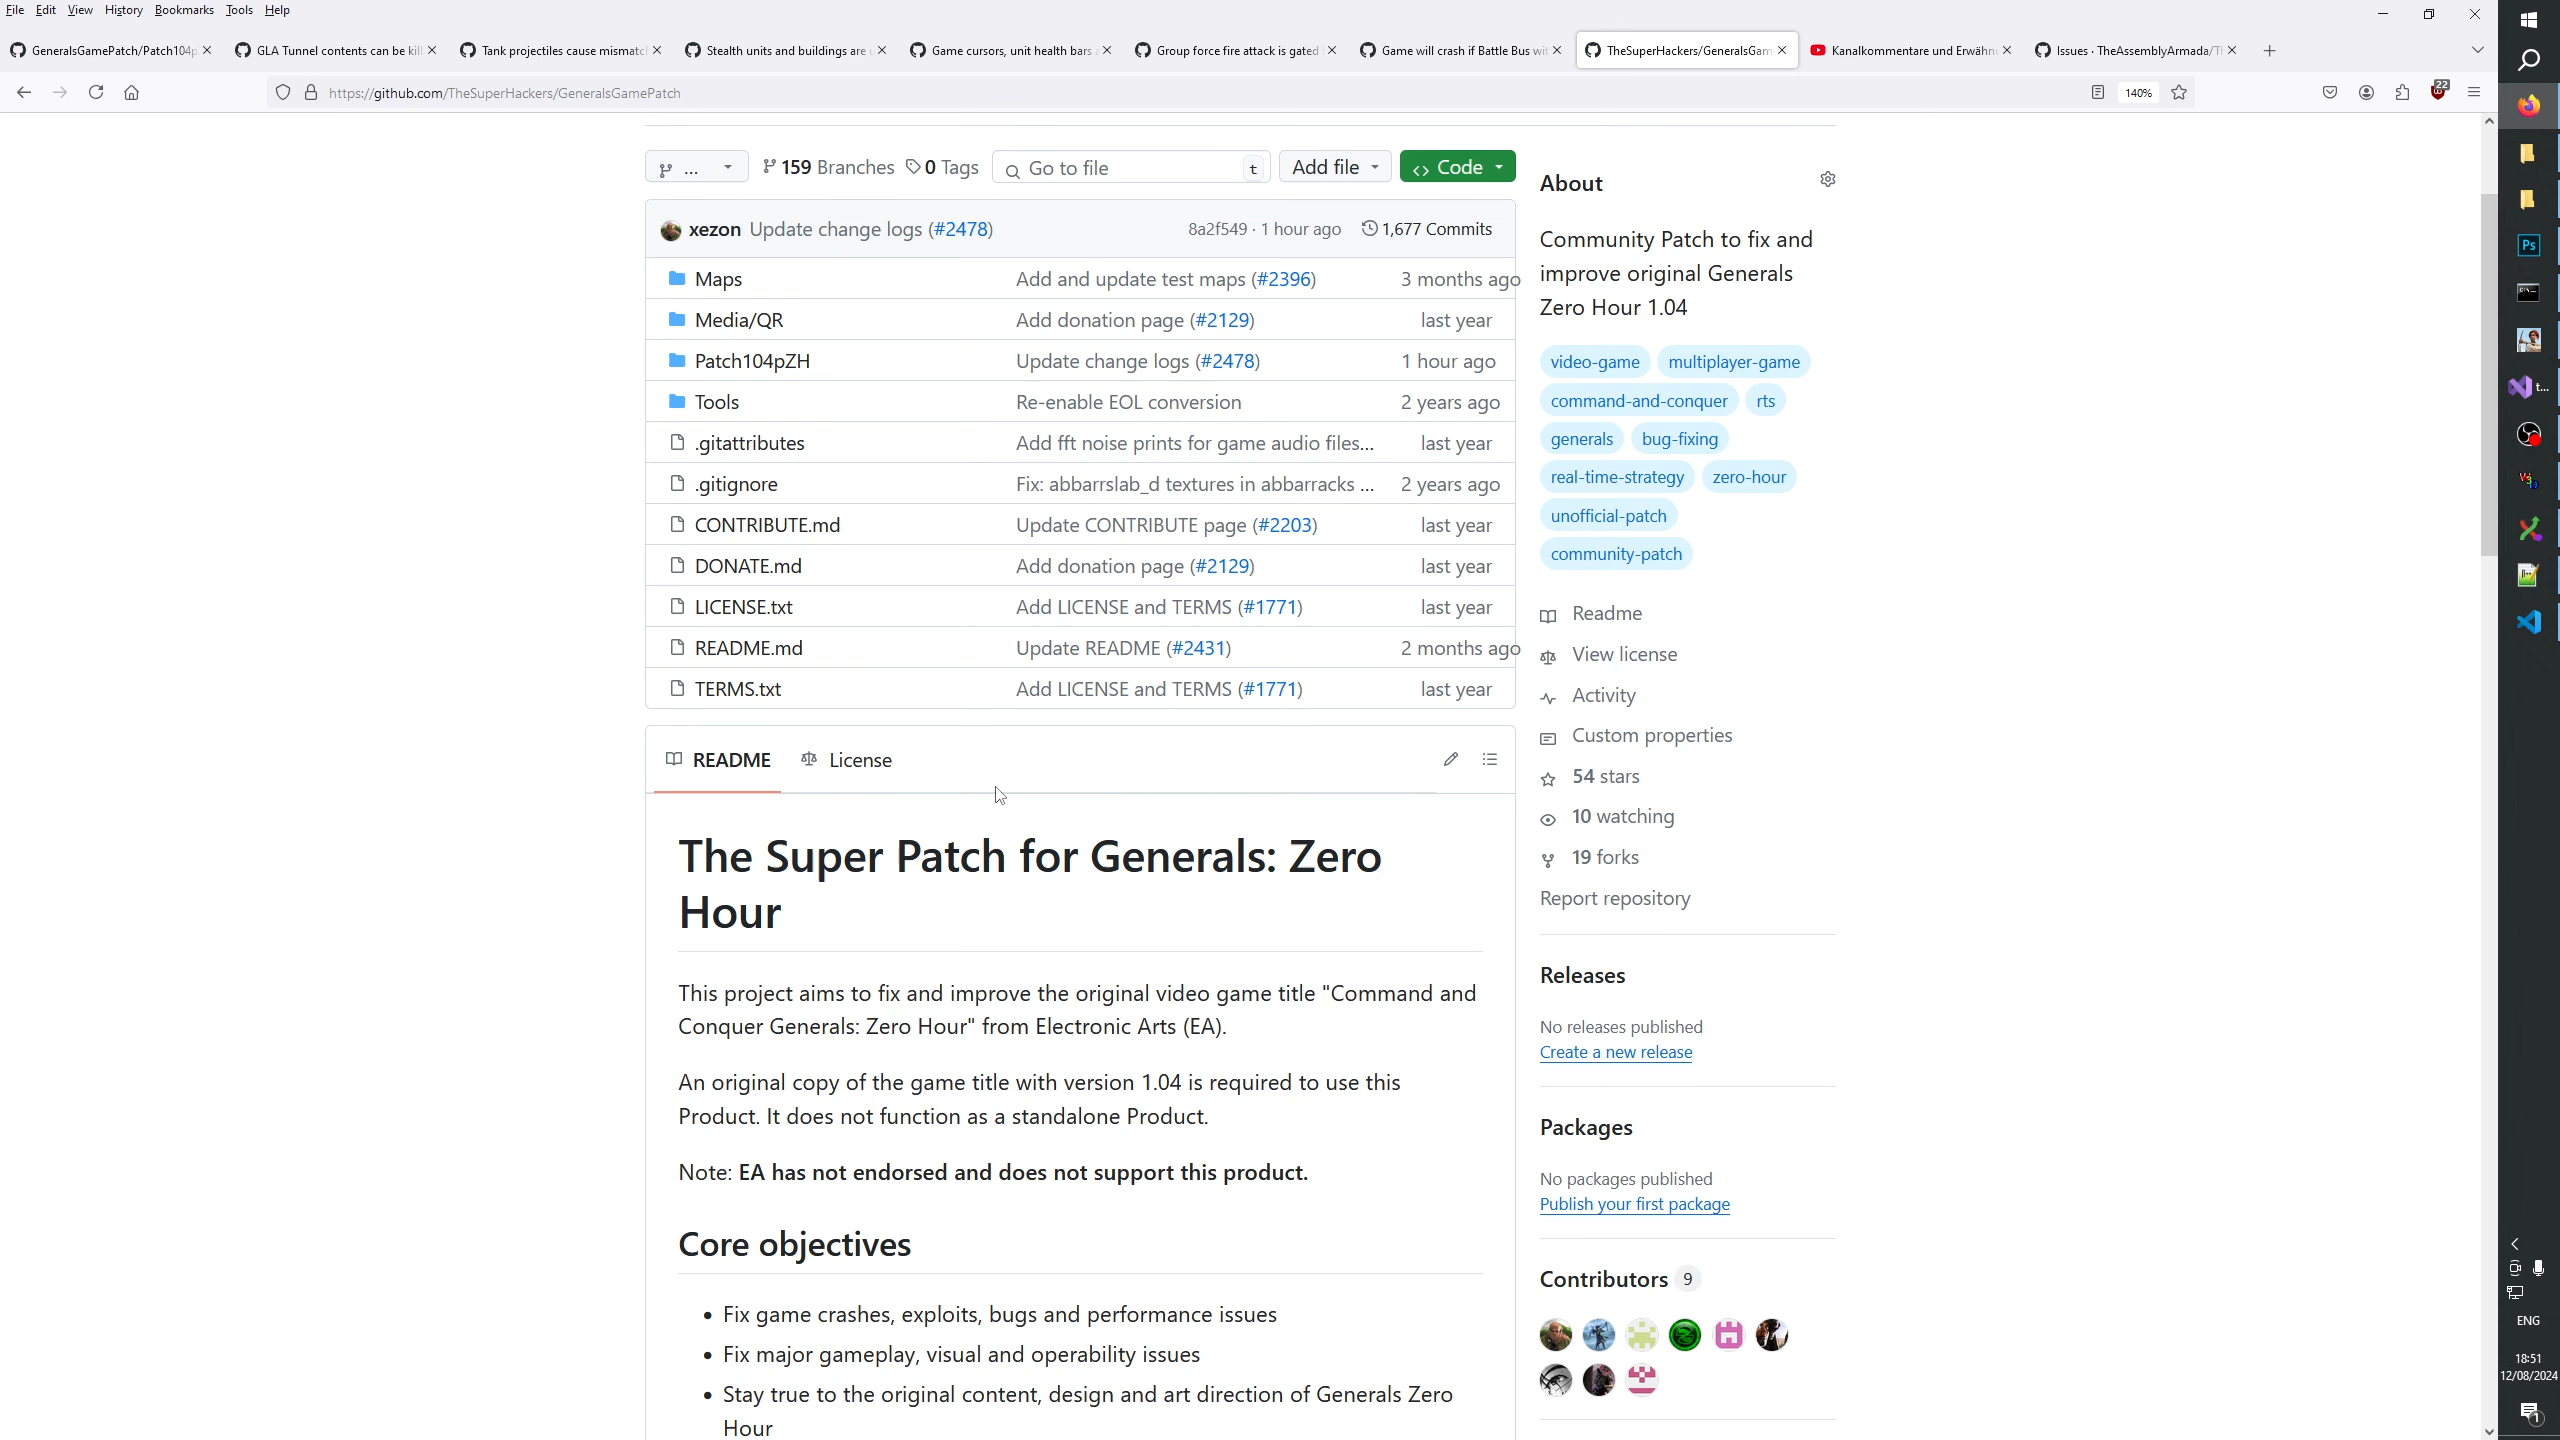 File Edit View History Bookmarks Tools Help
GeneralsGamePatch/Patch104p
GLA Tunnel contents can be kill
Tank projectiles cause mismatch
Stealth units and buildings are u
Game cursors, unit health bars a
Group force fire attack is gated
Game will crash if Battle Bus wit
TheSuperHackers/GeneralsGam
Kanalkommentare und Erwähn
Issues · TheAssemblyArmada/Th
https://github.com/TheSuperHackers/GeneralsGamePatch
140%
22
...
159 Branches
0 Tags
Go to file
t
Add file
Code
xezon Update change logs (#2478)
8a2f549 · 1 hour ago
1,677 Commits
Maps Add and update test maps (#2396) 3 months ago
Media/QR Add donation page (#2129) last year
Patch104pZH Update change logs (#2478) 1 hour ago
Tools Re-enable EOL conversion 2 years ago
.gitattributes Add fft noise prints for game audio files... last year
.gitignore Fix: abbarrslab_d textures in abbarracks ... 2 years ago
CONTRIBUTE.md Update CONTRIBUTE page (#2203) last year
DONATE.md Add donation page (#2129) last year
LICENSE.txt Add LICENSE and TERMS (#1771) last year
README.md Update README (#2431) 2 months ago
TERMS.txt Add LICENSE and TERMS (#1771) last year
README
License
The Super Patch for Generals: Zero
Hour
This project aims to fix and improve the original video game title "Command and
Conquer Generals: Zero Hour" from Electronic Arts (EA).
An original copy of the game title with version 1.04 is required to use this
Product. It does not function as a standalone Product.
Note: EA has not endorsed and does not support this product.
Core objectives
• Fix game crashes, exploits, bugs and performance issues
• Fix major gameplay, visual and operability issues
• Stay true to the original content, design and art direction of Generals Zero
Hour
About
Community Patch to fix and
improve original Generals
Zero Hour 1.04
video-game multiplayer-game
command-and-conquer rts
generals bug-fixing
real-time-strategy zero-hour
unofficial-patch
community-patch
Readme
View license
Activity
Custom properties
54 stars
10 watching
19 forks
Report repository
Releases
No releases published
Create a new release
Packages
No packages published
Publish your first package
Contributors 9
Ps
t...
ENG
18:51
12/08/2024
1